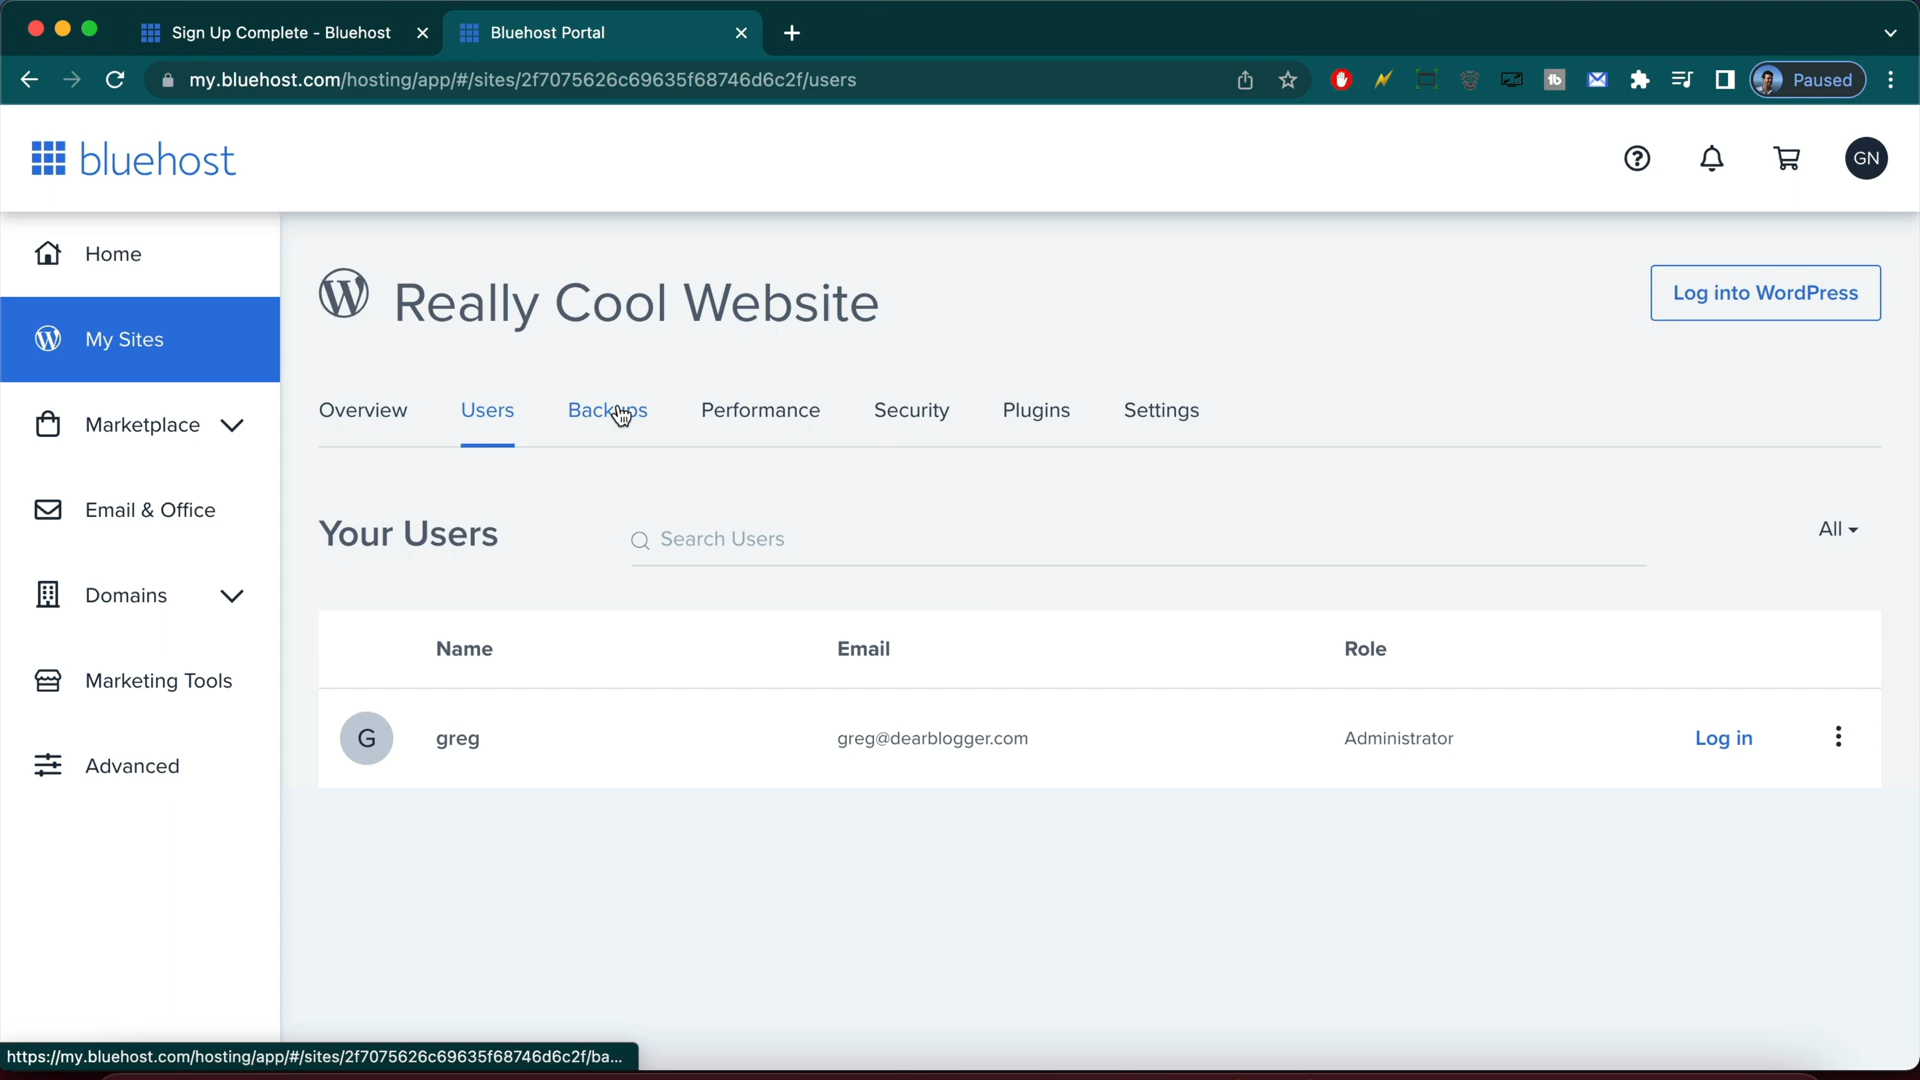 Sign Up Complete - Bluehost
Bluehost Portal
my.bluehost.com/hosting/app/#/sites/2f7075626c69635f68746d6c2f/users
tb
Paused
bluehost
GN
Home
Really Cool Website
Log into WordPress
My Sites
Overview
Users
Backups
Performance
Security
Plugins
Settings
Marketplace
Email & Office
Your Users
Search Users
All
Domains
Name
Email
Role
Marketing Tools
G
greg
greg@dearblogger.com
Administrator
Log in
Advanced
https://my.bluehost.com/hosting/app/#/sites/2f7075626c69635f68746d6c2f/ba...